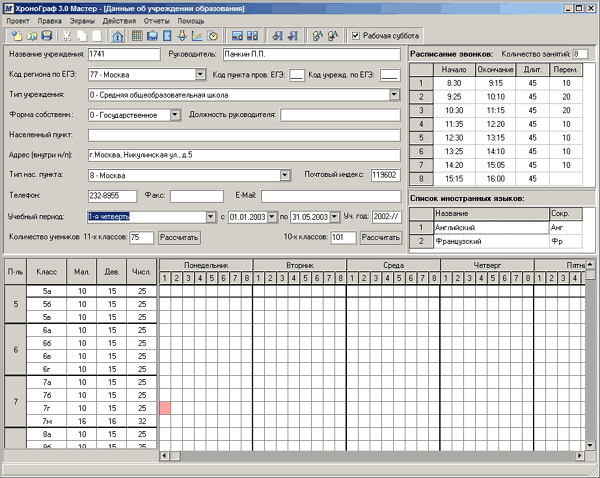 ХроноГраф 3.0 Мастер - [Данные об учреждении образования]
Проект Правка Экраны Действия Отчеты Помощь
Рабочая суббота
Название учреждения: 1741 Руководитель: Панкин П.П.
Код региона по ЕГЭ: 77 - Москва Код пункта пров. ЕГЭ: Код учрежд. по ЕГЭ:
Тип учреждения: 0 - Средняя общеобразовательная школа
Форма собственн.: 0 - Государственное Должность руководителя:
Населенный пункт:
Адрес (внутри н/п): г.Москва, Никулинская ул., д.5
Тип нас. пункта: 8 - Москва Почтовый индекс: 119602
Телефон: 232-8955 Факс: E-Mail:
Учебный период: 1-я четверть с 01.01.2003 по 31.05.2003 Уч. год: 2002-//
Количество учеников 11-х классов: 75 Рассчитать 10-х классов: 101 Рассчитать
Расписание звонков: Количество занятий: 8
Начало Окончание Длит. Перем.
1 8:30 9:15 45 10
2 9:25 10:10 45 20
3 10:30 11:15 45 20
4 11:35 12:20 45 10
5 12:30 13:15 45 10
6 13:25 14:10 45 10
7 14:20 15:05 45 10
8 15:15 16:00 45
Список иностранных языков:
Название Сокр.
1 Английский Анг
2 Французский Фр
П-ль Класс Мал. Дев. Числ. Понедельник Вторник Среда Четверг Пятни
1 2 3 4 5 6 7 8 1 2 3 4 5 6 7 8 1 2 3 4 5 6 7 8 1 2 3 4 5 6 7 8 1 2 3 4
5
5а 10 15 25
5б 10 15 25
5в 10 15 25
6
6а 10 15 25
6б 10 15 25
6в 10 15 25
6г 10 15 25
7
7а 10 15 25
7б 10 15 25
7г 10 15 25
7м 16 16 32
8а 10 15 25
8б 10 15 25